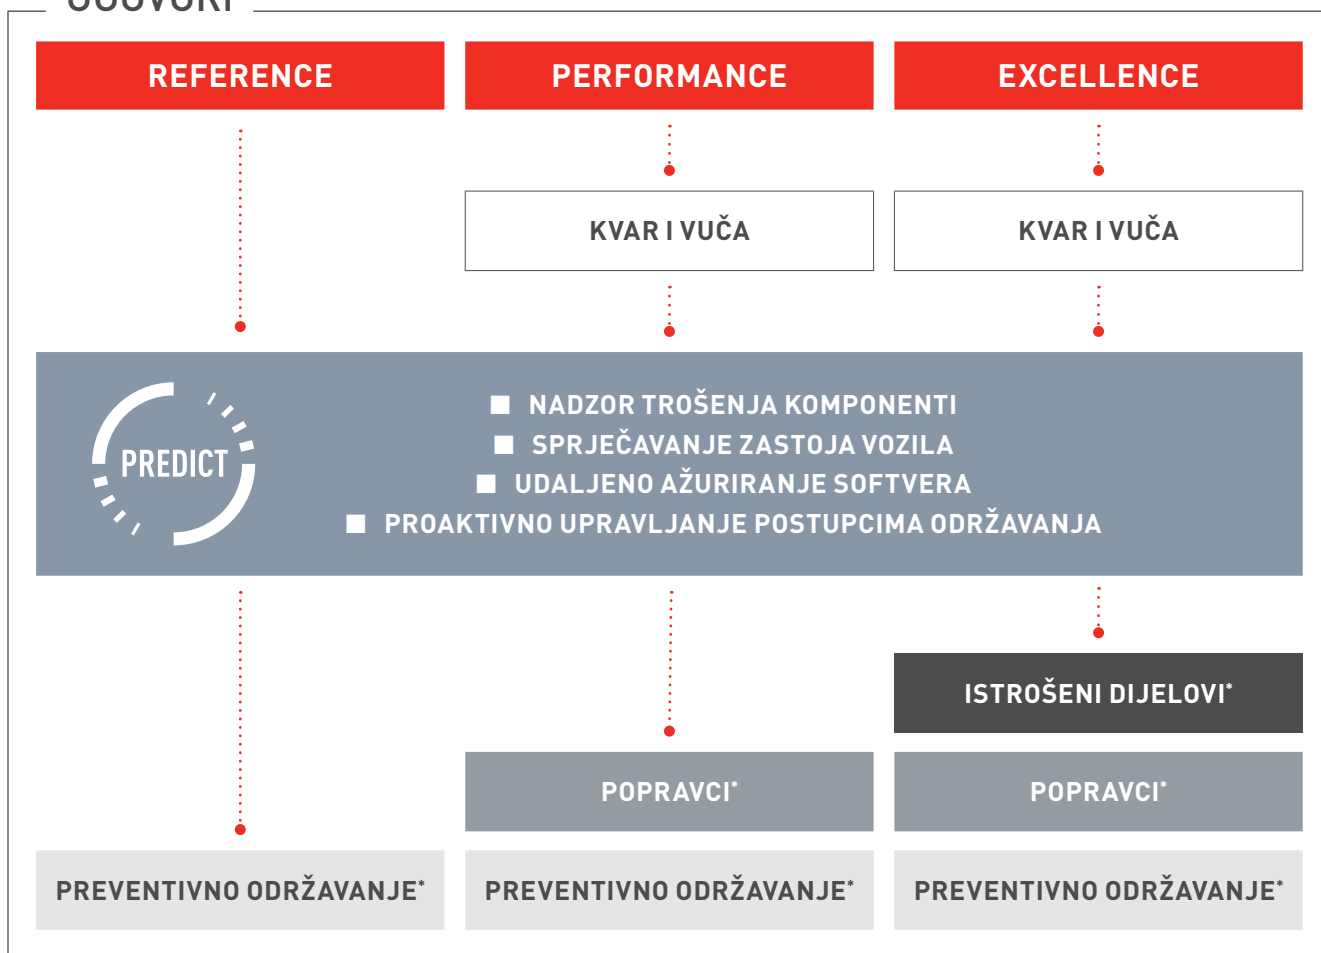 REFERENCE PERFORMANCE EXCELLENCE
KVAR I VUČA KVAR I VUČA
PREDICT
■ NADZOR TROŠENJA KOMPONENTI
■ SPRJEČAVANJE ZASTOJA VOZILA
■ UDALJENO AŽURIRANJE SOFTVERA
■ PROAKTIVNO UPRAVLJANJE POSTUPCIMA ODRŽAVANJA
ISTROŠENI DIJELOVI*
POPRAVCI* POPRAVCI*
PREVENTIVNO ODRŽAVANJE* PREVENTIVNO ODRŽAVANJE* PREVENTIVNO ODRŽAVANJE*